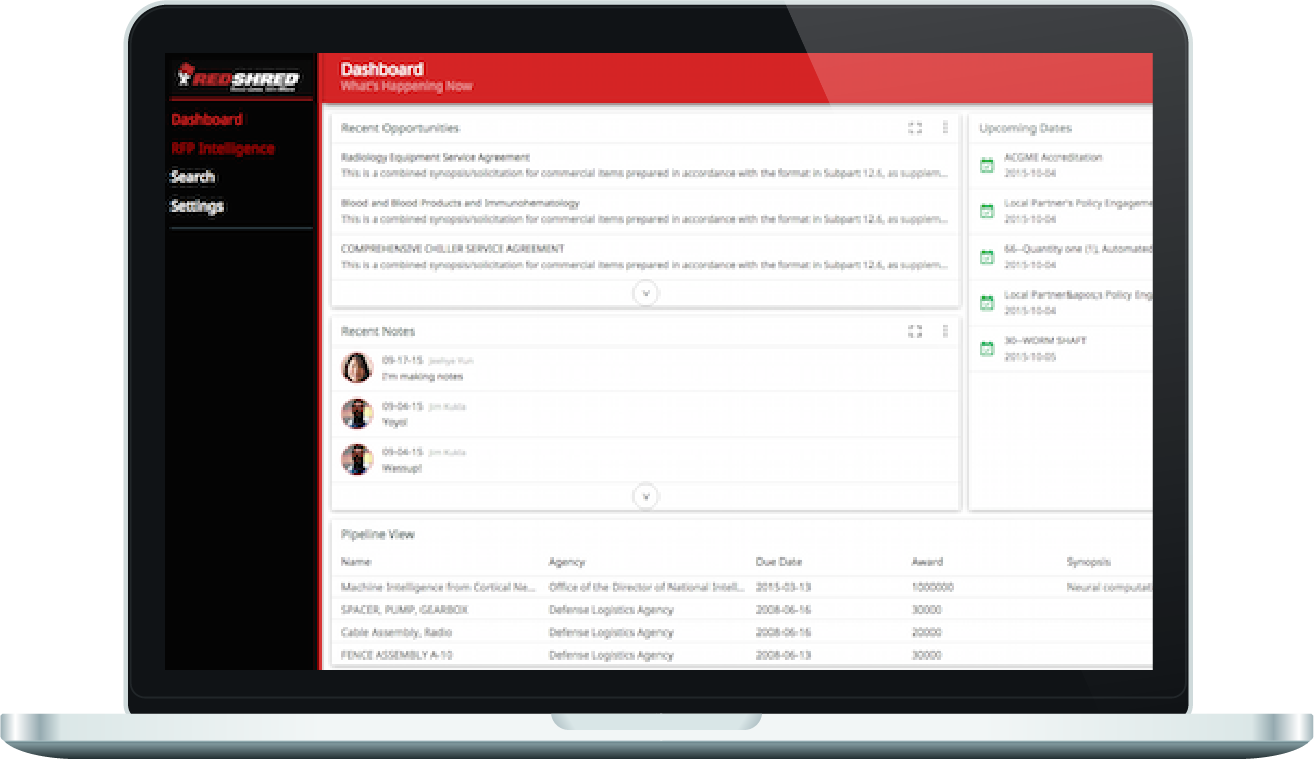 REDSHRED
Dashboard
RFP Intelligence
Search
Settings
Dashboard
What's Happening Now
Recent Opportunities
Radiology Equipment Service Agreement
This is a combined synopsis/solicitation for commercial items prepared in accordance with the format in Subpart 12.6, as supplem...
Blood and Blood Products and Immunohematology
This is a combined synopsis/solicitation for commercial items prepared in accordance with the format in Subpart 12.6, as supplem...
COMPREHENSIVE CHILLER SERVICE AGREEMENT
This is a combined synopsis/solicitation for commercial items prepared in accordance with the format in Subpart 12.6, as supplem...
Upcoming Dates
ACGME Accreditation
2015-10-04
Local Partner's Policy Engageme
2015-10-04
66--Quantity one (1), Automated
2015-10-04
Local Partner&apos;s Policy Eng
2015-10-04
30--WORM SHAFT
2015-10-05
Recent Notes
09-17-15
I'm making notes
09-04-15 Jim Kukla
Yoyo!
09-04-15 Jim Kukla
Wassup!
Pipeline View
Name Agency Due Date Award Synopsis
Machine Intelligence from Cortical Ne... Office of the Director of National Intell... 2015-03-13 1000000 Neural computat
SPACER, PUMP, GEARBOX Defense Logistics Agency 2008-06-16 30000
Cable Assembly, Radio Defense Logistics Agency 2008-06-16 20000
FENCE ASSEMBLY A-10 Defense Logistics Agency 2008-06-13 30000